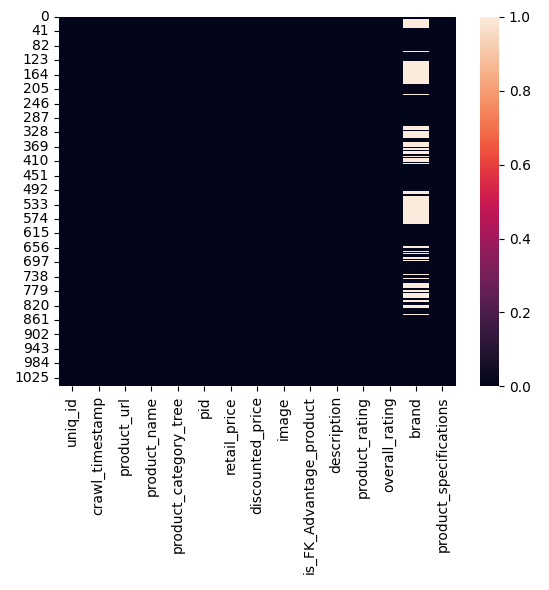 0
41
82
123
164
205
246
287
328
369
410
451
492
533
574
615
656
697
738
779
820
861
902
943
984
1025
1.0
0.8
0.6
0.4
0.2
0.0
uniq_id
crawl_timestamp
product_url
product_name
product_category_tree
pid
retail_price
discounted_price
image
is_FK_Advantage_product
description
product_rating
overall_rating
brand
product_specifications